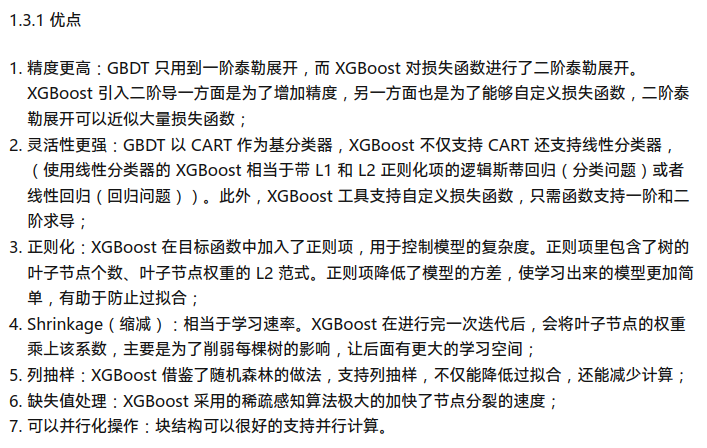 1.3.1 优点
1. 精度更高：GBDT 只用到一阶泰勒展开，而 XGBoost 对损失函数进行了二阶泰勒展开。
XGBoost 引入二阶导一方面是为了增加精度，另一方面也是为了能够自定义损失函数，二阶泰
勒展开可以近似大量损失函数；
2. 灵活性更强：GBDT 以 CART 作为基分类器，XGBoost 不仅支持 CART 还支持线性分类器，
（使用线性分类器的 XGBoost 相当于带 L1 和 L2 正则化项的逻辑斯蒂回归（分类问题）或者
线性回归（回归问题））。此外，XGBoost 工具支持自定义损失函数，只需函数支持一阶和二
阶求导；
3. 正则化：XGBoost 在目标函数中加入了正则项，用于控制模型的复杂度。正则项里包含了树的
叶子节点个数、叶子节点权重的 L2 范式。正则项降低了模型的方差，使学习出来的模型更加简
单，有助于防止过拟合；
4. Shrinkage（缩减）：相当于学习速率。XGBoost 在进行完一次迭代后，会将叶子节点的权重
乘上该系数，主要是为了削弱每棵树的影响，让后面有更大的学习空间；
5. 列抽样：XGBoost 借鉴了随机森林的做法，支持列抽样，不仅能降低过拟合，还能减少计算；
6. 缺失值处理：XGBoost 采用的稀疏感知算法极大的加快了节点分裂的速度；
7. 可以并行化操作：块结构可以很好的支持并行计算。